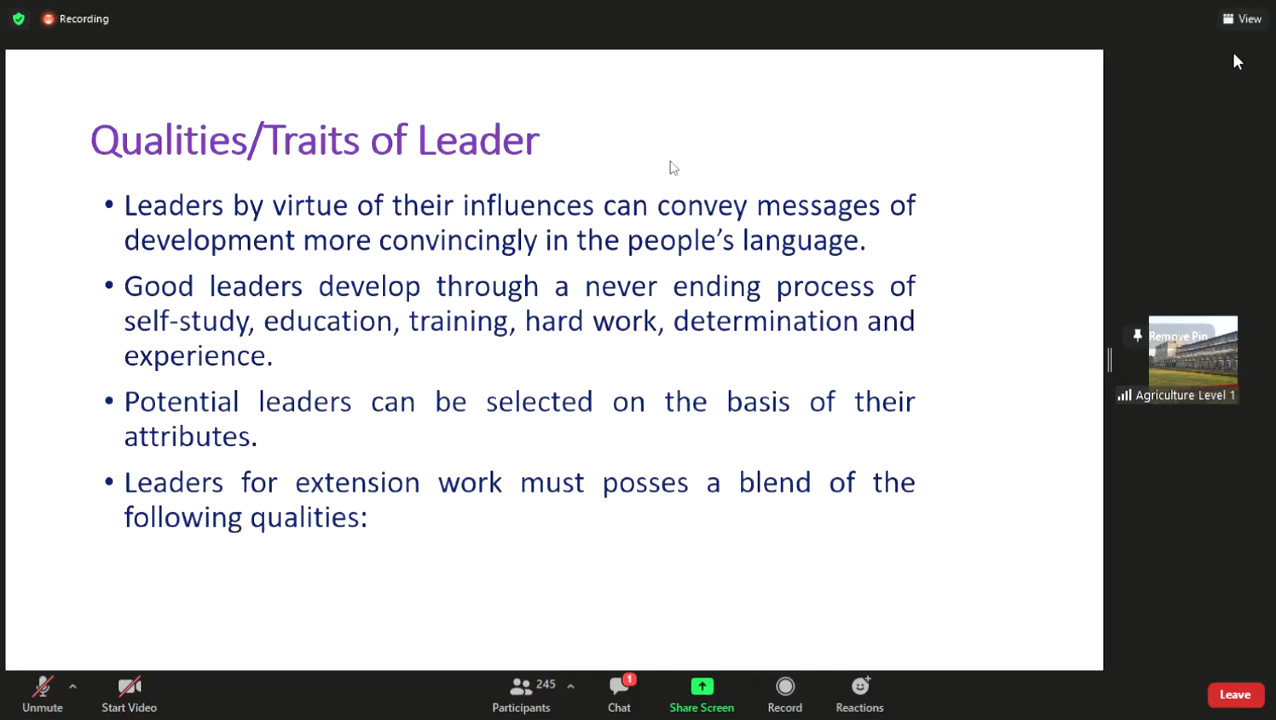 Recording
View
Qualities/Traits of Leader
• Leaders by virtue of their influences can convey messages of
development more convincingly in the people's language.
• Good leaders develop through a never ending process of
self-study, education, training, hard work, determination and
experience.
• Potential leaders can be selected on the basis of their
attributes.
• Leaders for extension work must posses a blend of the
following qualities:
Remove Pin
Agriculture Level 1
Unmute
Start Video
245
Participants
1
Chat
Share Screen
Record
Reactions
Leave